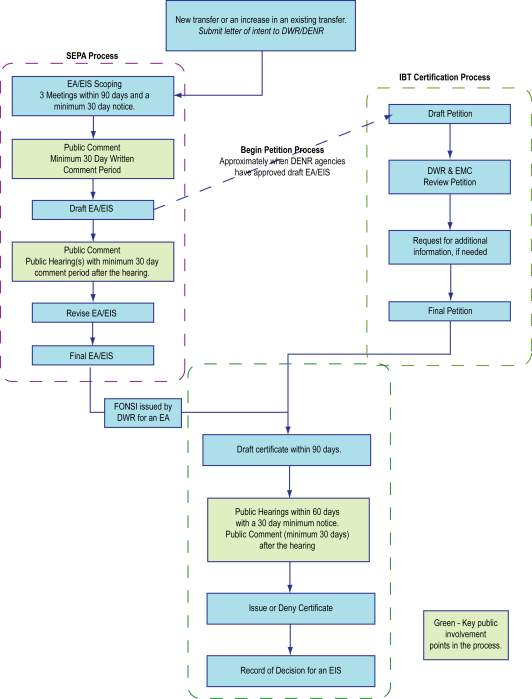 New transfer or an increase in an existing transfer.
Submit letter of intent to DWR/DENR
SEPA Process
IBT Certification Process
EA/EIS Scoping
3 Meetings within 90 days and a
minimum 30 day notice.
Public Comment
Minimum 30 Day Written
Comment Period
Draft EA/EIS
Public Comment
Public Hearing(s) with minimum 30 day
comment period after the hearing.
Revise EA/EIS
Final EA/EIS
Begin Petition Process
Approximately when DENR agencies
have approved draft EA/EIS
Draft Petition
DWR & EMC
Review Petition
Request for additional
information, if needed
Final Petition
FONSI issued by
DWR for an EA
Draft certificate within 90 days.
Public Hearings within 60 days
with a 30 day minimum notice.
Public Comment (minimum 30 days)
after the hearing
Issue or Deny Certificate
Record of Decision for an EIS
Green - Key public
involvement
points in the process.